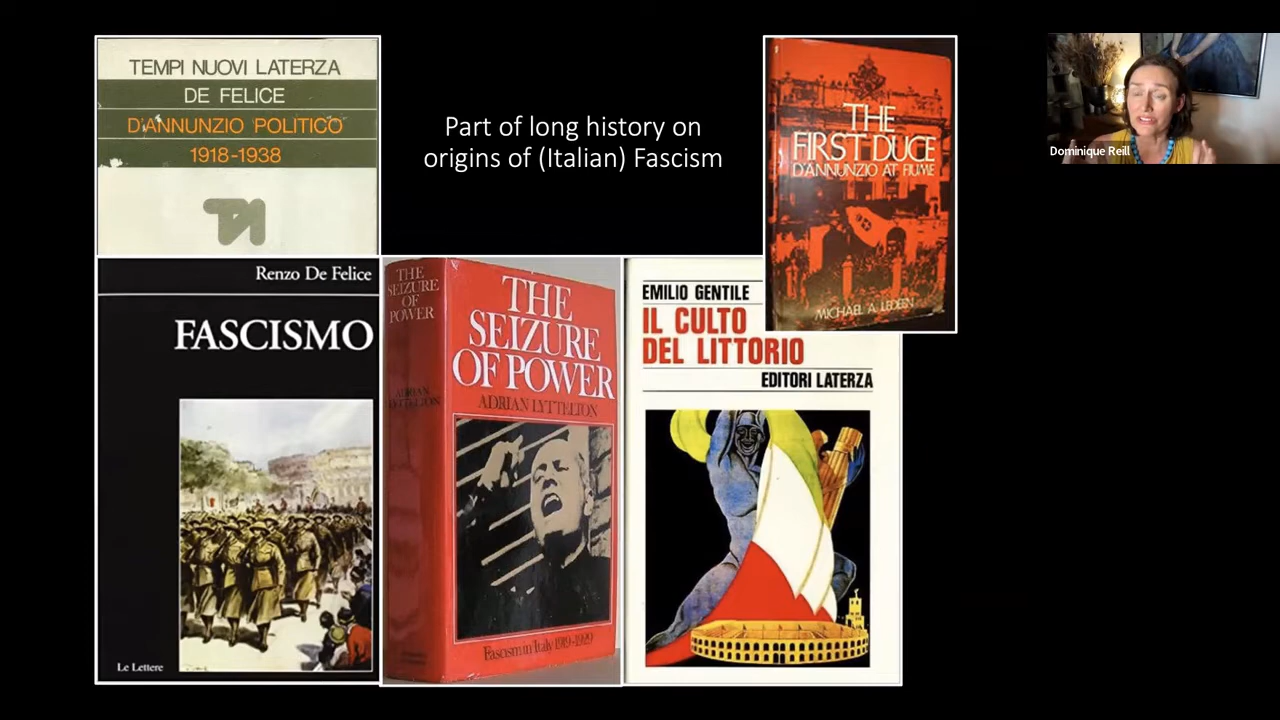 TEMPI NUOVI LATERZA
DE FELICE
D'ANNUNZIO POLITICO
1918-1938
Part of long history on
origins of (Italian) Fascism
THE
FIRST DUCE
D'ANNUNZIO AT FIUME
MICHAEL A. LEDEEN
Dominique Reill
Renzo De Felice
FASCISMO
Le Lettere
THE
SEIZURE
OF
POWER
ADRIAN
LYTTELTON
THE
SEIZURE
OF POWER
ADRIAN LYTTELTON
Fascism in Italy 1919-1929
EMILIO GENTILE
IL CULTO
DEL LITTORIO
EDITORI LATERZA